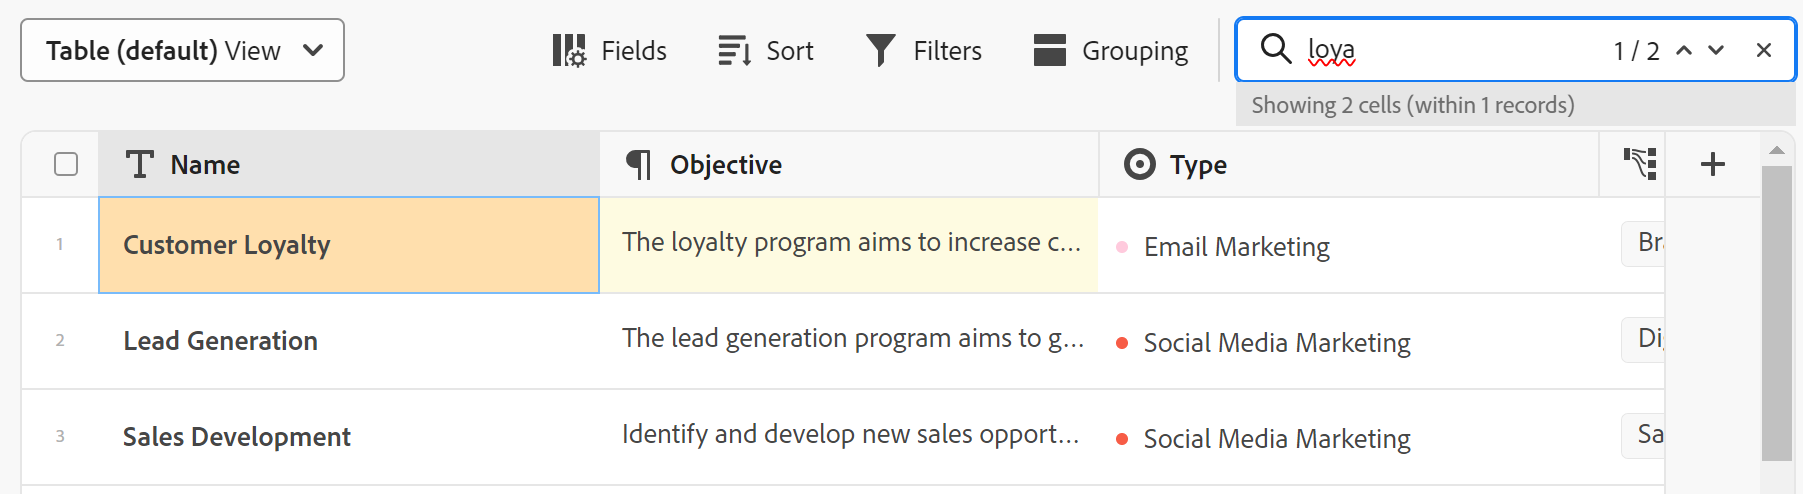 Table (default) View
Fields
Sort
Filters
Grouping
loya
1 / 2
Showing 2 cells (within 1 records)
Name
Objective
Type
1
Customer Loyalty
The loyalty program aims to increase c...
Email Marketing
Bra
2
Lead Generation
The lead generation program aims to g...
Social Media Marketing
Di
3
Sales Development
Identify and develop new sales opport...
Social Media Marketing
Sa